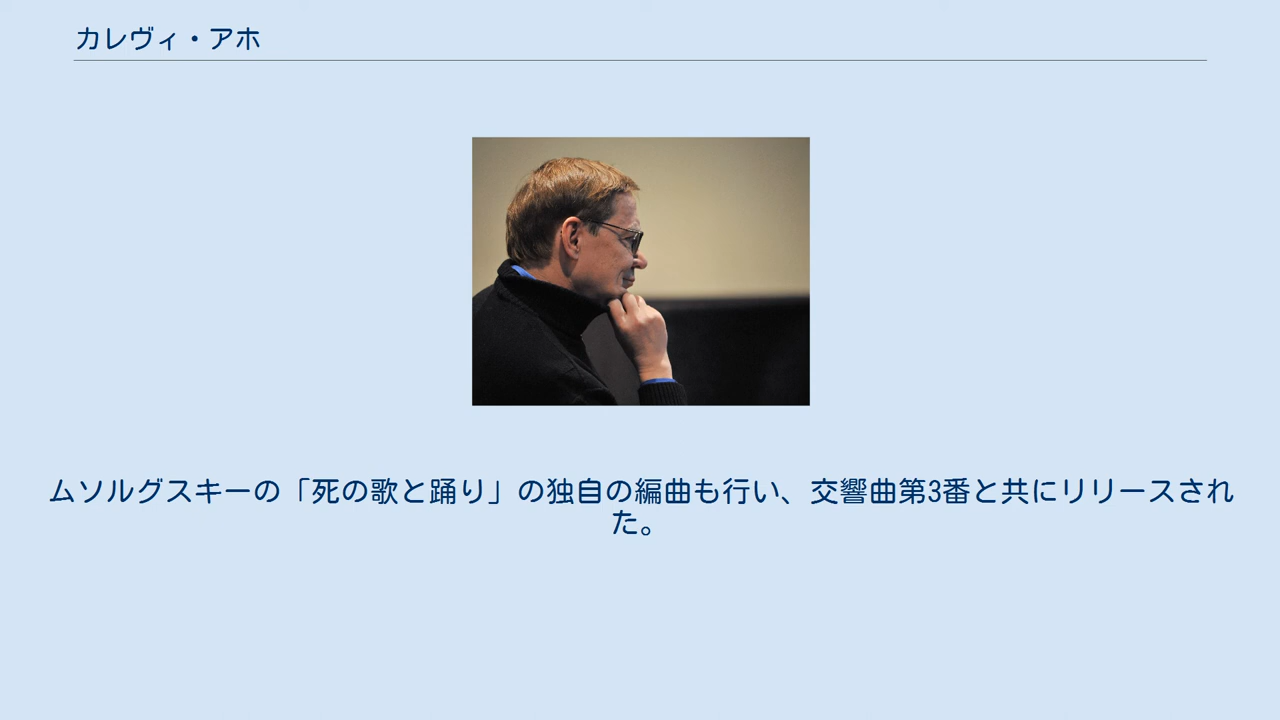 カレヴィ・アホ
ムソルグスキーの「死の歌と踊り」の独自の編曲も行い、交響曲第3番と共にリリースされ
た。